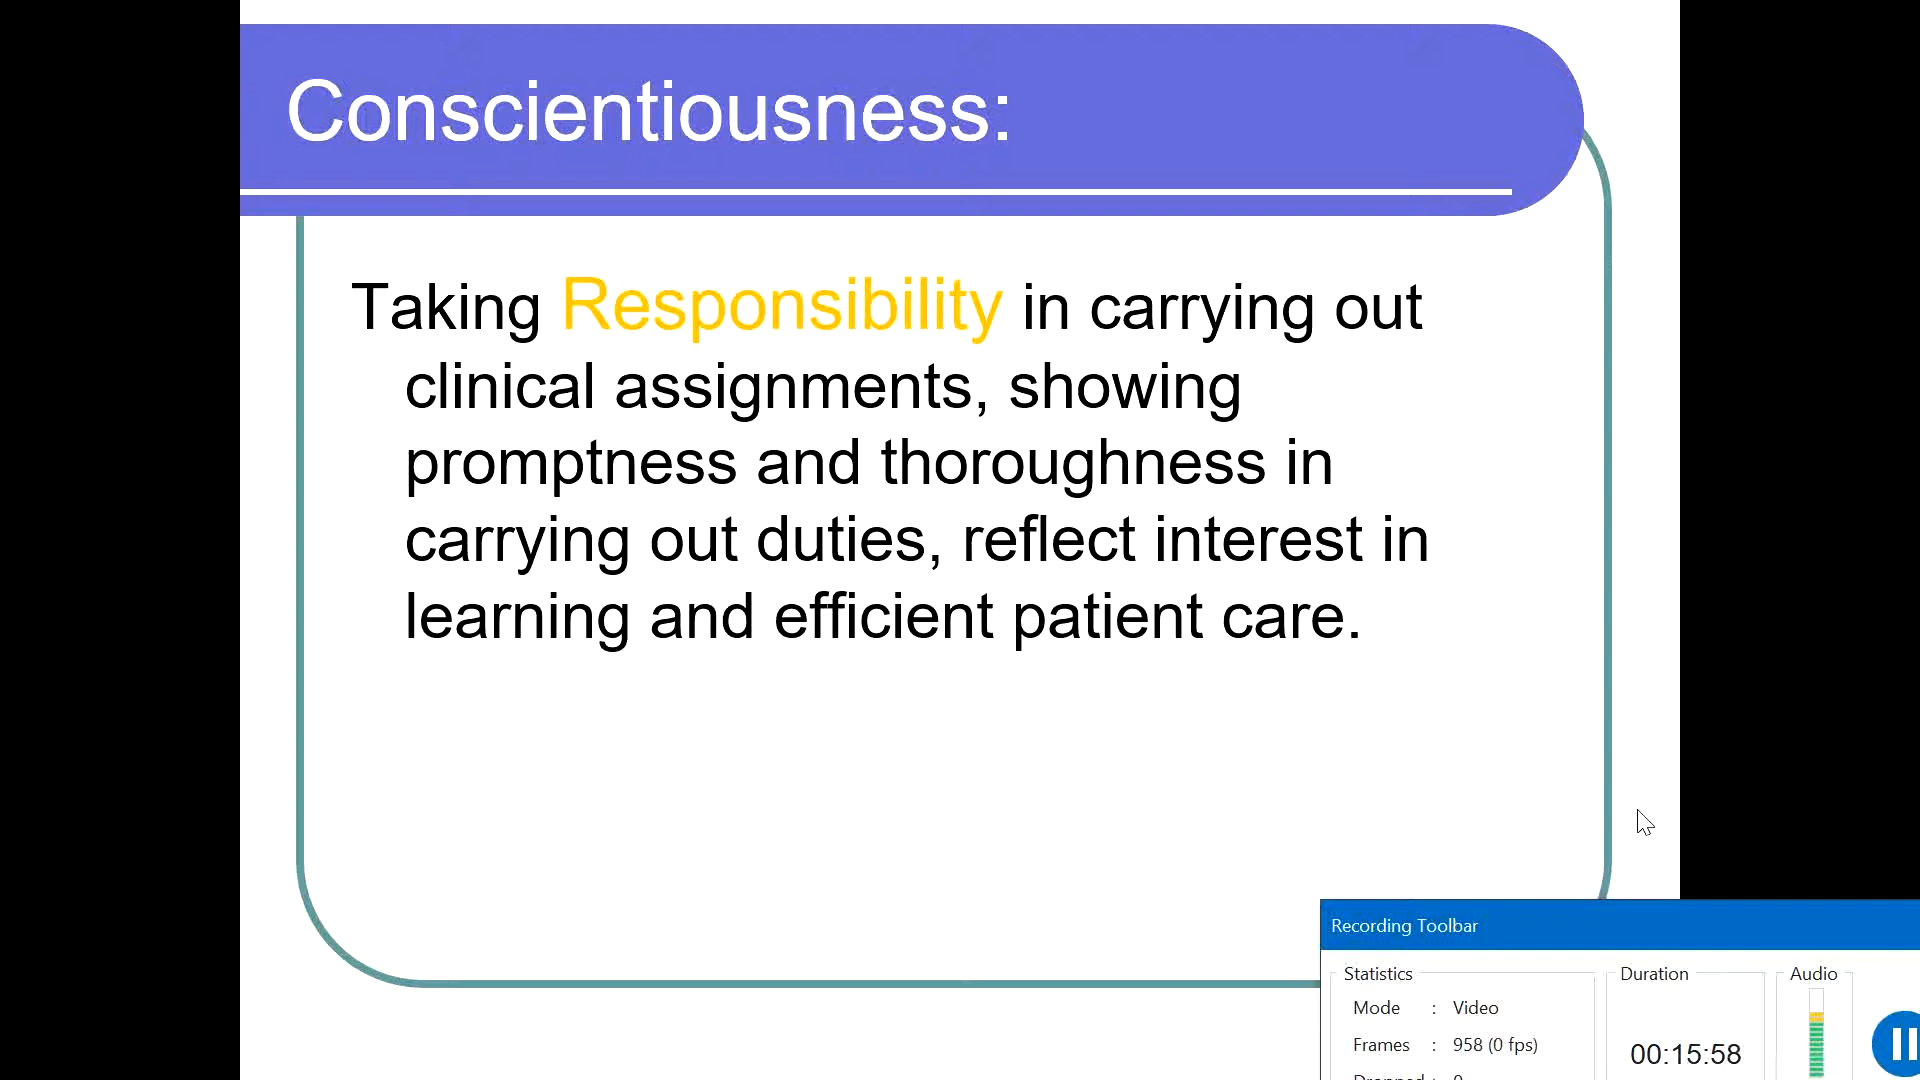 Conscientiousness:
Taking Responsibility in carrying out
clinical assignments, showing
promptness and thoroughness in
carrying out duties, reflect interest in
learning and efficient patient care.
Recording Toolbar
Statistics Duration Audio
Mode : Video
Frames : 958 (0 fps)
00:15:58